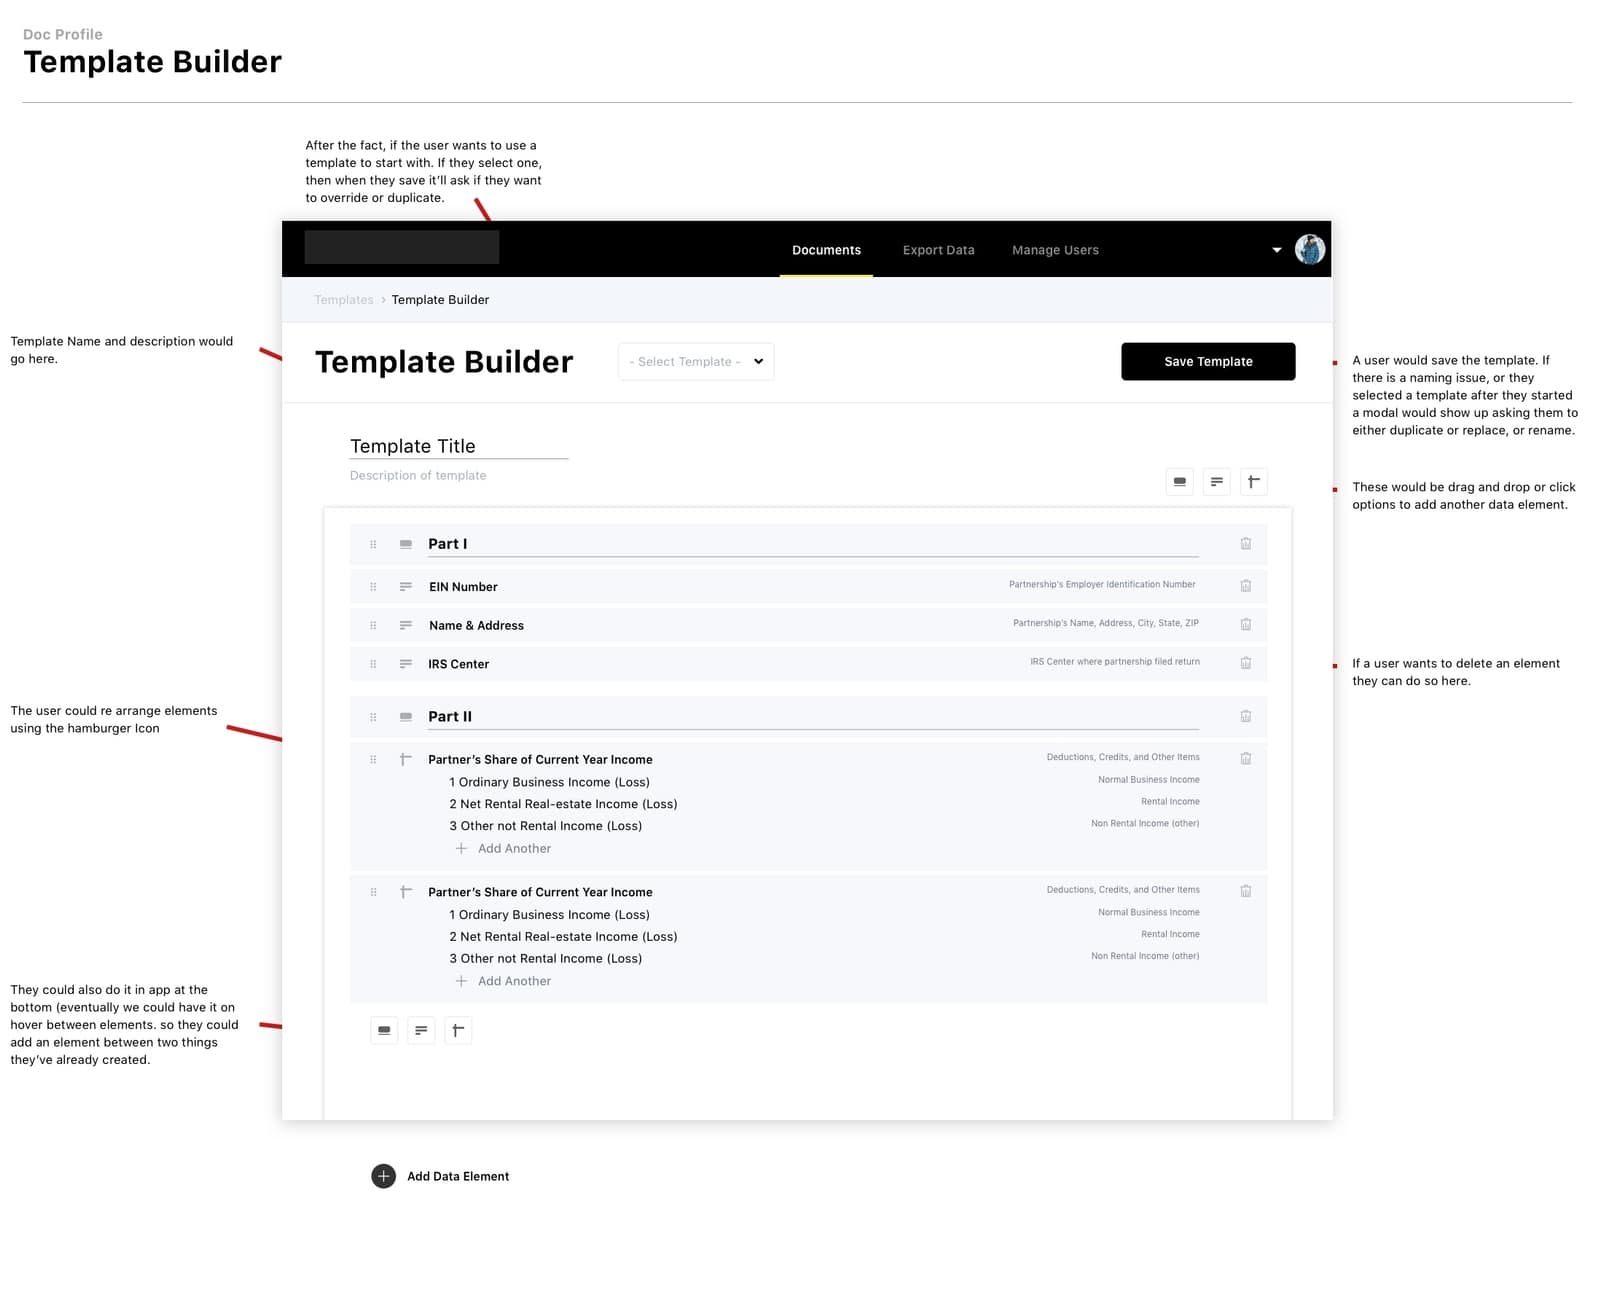 Doc Profile
Template Builder
After the fact, if the user wants to use a
template to start with. If they select one,
then when they save it'll ask if they want
to override or duplicate.
Documents
Export Data
Manage Users
Templates › Template Builder
Template Name and description would
go here.
Template Builder
- Select Template -
Save Template
A user would save the template. If
there is a naming issue, or they
selected a template after they started
a modal would show up asking them to
either duplicate or replace, or rename.
Template Title
Description of template
These would be drag and drop or click
options to add another data element.
Part I
EIN Number
Partnership's Employer Identification Number
Name & Address
Partnership's Name, Address, City, State, ZIP
IRS Center
IRS Center where partnership filed return
If a user wants to delete an element
they can do so here.
The user could re arrange elements
using the hamburger Icon
Part II
Partner's Share of Current Year Income
Deductions, Credits, and Other Items
1 Ordinary Business Income (Loss)
Normal Business Income
2 Net Rental Real-estate Income (Loss)
Rental Income
3 Other not Rental Income (Loss)
Non Rental Income (other)
+ Add Another
Partner's Share of Current Year Income
Deductions, Credits, and Other Items
1 Ordinary Business Income (Loss)
Normal Business Income
2 Net Rental Real-estate Income (Loss)
Rental Income
3 Other not Rental Income (Loss)
Non Rental Income (other)
+ Add Another
They could also do it in app at the
bottom (eventually we could have it on
hover between elements. so they could
add an element between two things
they've already created.
+ Add Data Element